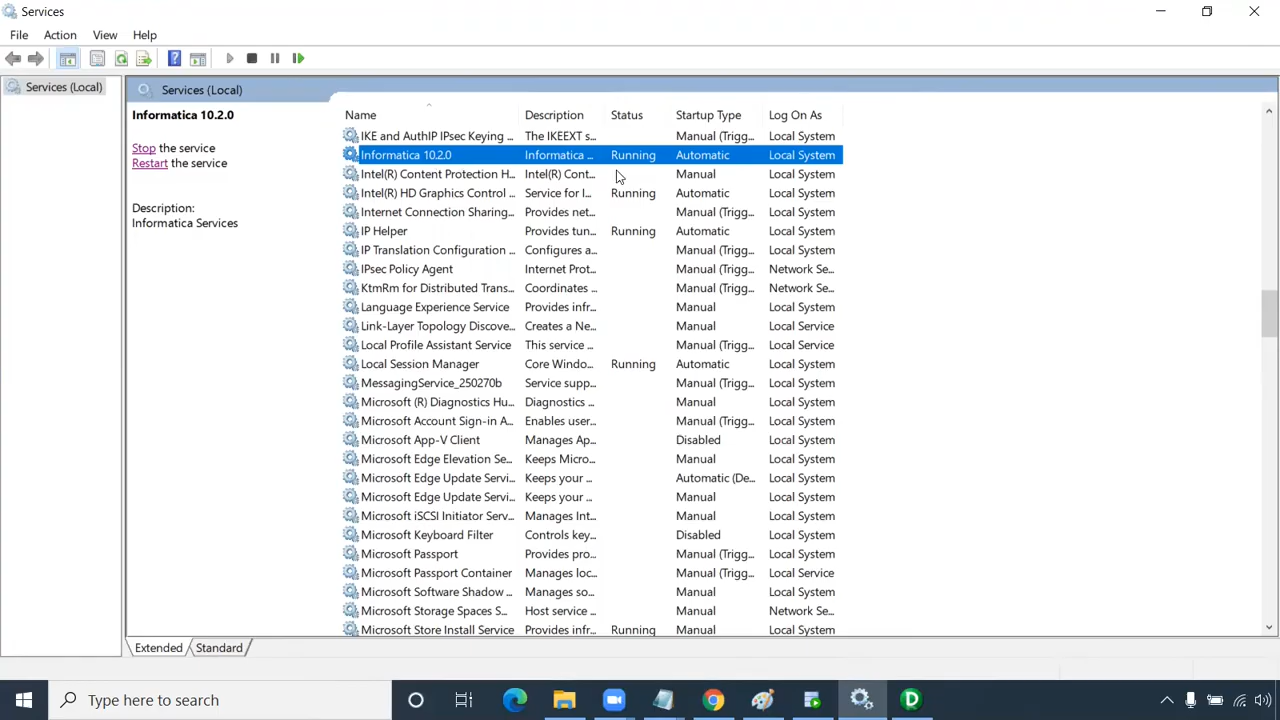 Services
File Action View Help
Services (Local)
Services (Local)
Informatica 10.2.0
Stop the service
Restart the service
Description:
Informatica Services
Name Description Status Startup Type Log On As
IKE and AuthIP IPsec Keying ... The IKEEXT s... Manual (Trigg... Local System
Informatica 10.2.0 Informatica ... Running Automatic Local System
Intel(R) Content Protection H... Intel(R) Cont... Manual Local System
Intel(R) HD Graphics Control ... Service for I... Running Automatic Local System
Internet Connection Sharing... Provides net... Manual (Trigg... Local System
IP Helper Provides tun... Running Automatic Local System
IP Translation Configuration ... Configures a... Manual (Trigg... Local System
IPsec Policy Agent Internet Prot... Manual (Trigg... Network Se...
KtmRm for Distributed Trans... Coordinates ... Manual (Trigg... Network Se...
Language Experience Service Provides infr... Manual Local System
Link-Layer Topology Discove... Creates a Ne... Manual Local Service
Local Profile Assistant Service This service ... Manual (Trigg... Local Service
Local Session Manager Core Windo... Running Automatic Local System
MessagingService_250270b Service supp... Manual (Trigg... Local System
Microsoft (R) Diagnostics Hu... Diagnostics ... Manual Local System
Microsoft Account Sign-in A... Enables user... Manual (Trigg... Local System
Microsoft App-V Client Manages Ap... Disabled Local System
Microsoft Edge Elevation Se... Keeps Micro... Manual Local System
Microsoft Edge Update Servi... Keeps your ... Automatic (De... Local System
Microsoft Edge Update Servi... Keeps your ... Manual Local System
Microsoft iSCSI Initiator Serv... Manages Int... Manual Local System
Microsoft Keyboard Filter Controls key... Disabled Local System
Microsoft Passport Provides pro... Manual (Trigg... Local System
Microsoft Passport Container Manages loc... Manual (Trigg... Local Service
Microsoft Software Shadow ... Manages so... Manual Local System
Microsoft Storage Spaces S... Host service ... Manual Network Se...
Microsoft Store Install Service Provides infr... Running Manual Local System
Extended Standard
Type here to search